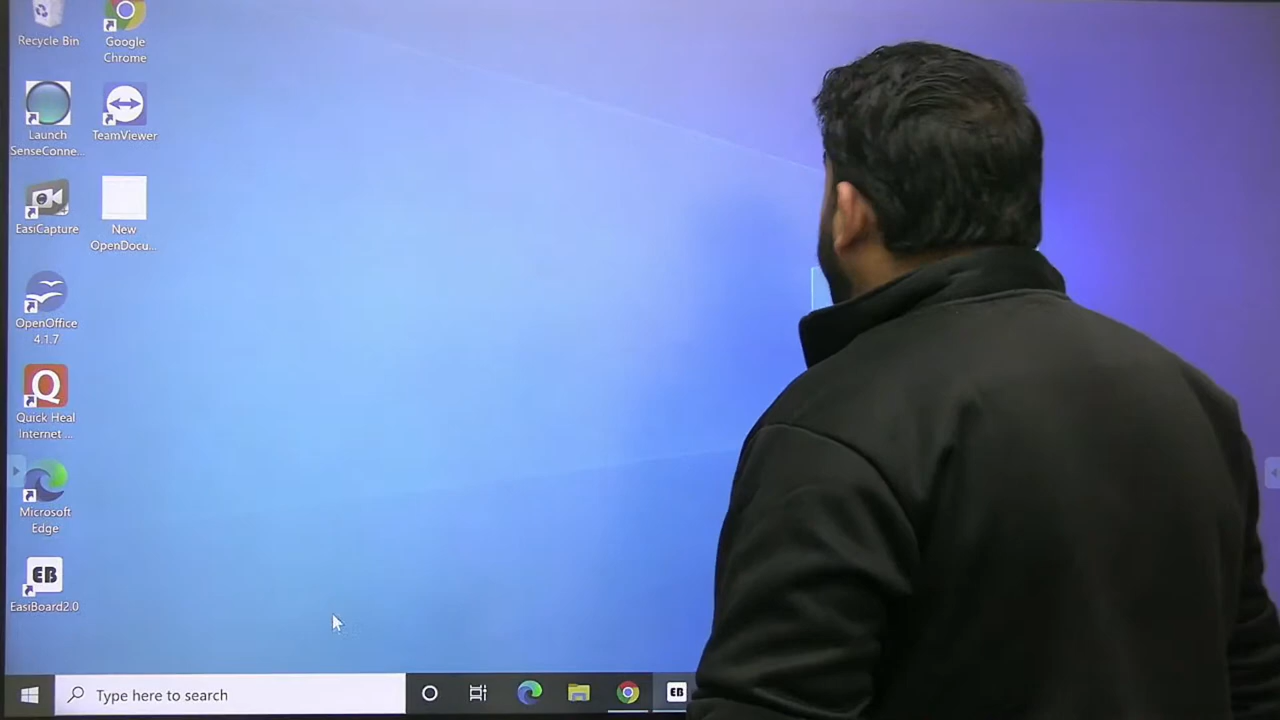 Recycle Bin
Google
Chrome
Launch
SenseConne...
TeamViewer
EasiCapture
New
OpenDocu...
OpenOffice
4.1.7
Quick Heal
Internet ...
Microsoft
Edge
EB
EasiBoard2.0
Type here to search
EB